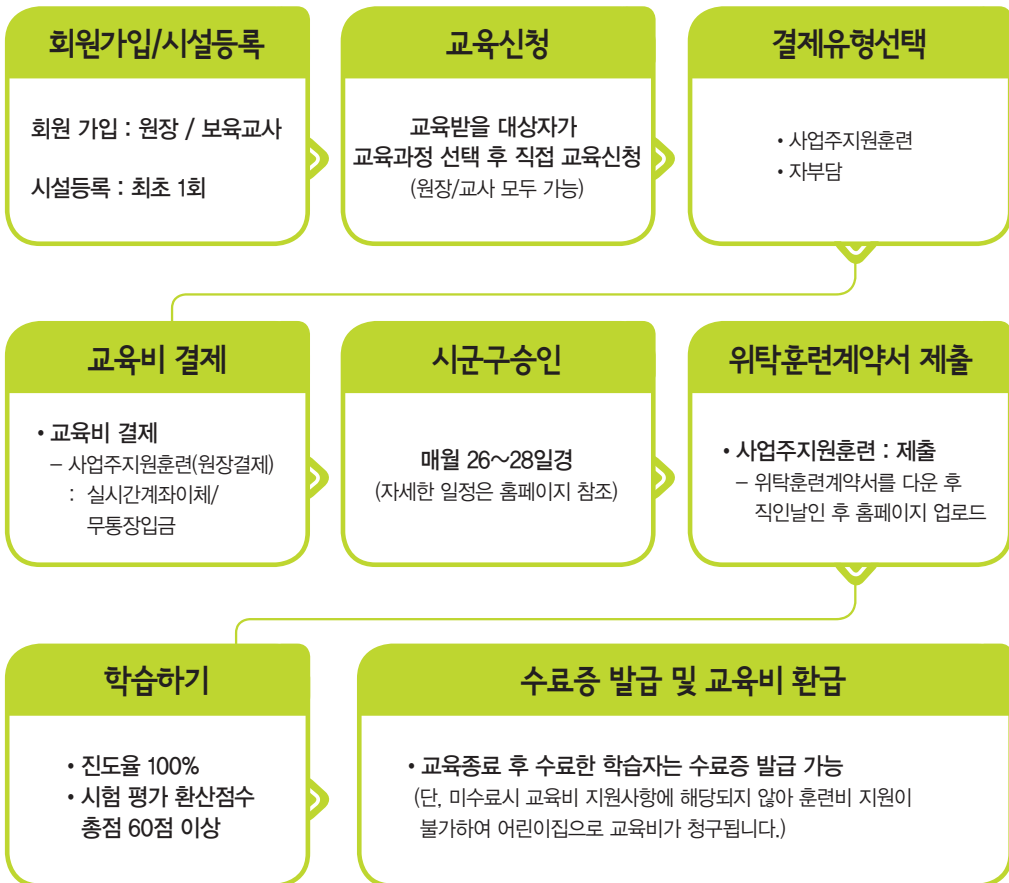 회원가입/시설등록
회원 가입 : 원장 / 보육교사
시설등록 : 최초 1회
교육신청
교육받을 대상자가
교육과정 선택 후 직접 교육신청
(원장/교사 모두 가능)
결제유형선택
• 사업주지원훈련
• 자부담
교육비 결제
• 교육비 결제
– 사업주지원훈련(원장결제)
: 실시간계좌이체/
무통장입금
시군구승인
매월 26~28일경
(자세한 일정은 홈페이지 참조)
위탁훈련계약서 제출
• 사업주지원훈련 : 제출
– 위탁훈련계약서를 다운 후
직인날인 후 홈페이지 업로드
학습하기
• 진도율 100%
• 시험 평가 환산점수
총점 60점 이상
수료증 발급 및 교육비 환급
• 교육종료 후 수료한 학습자는 수료증 발급 가능
(단, 미수료시 교육비 지원사항에 해당되지 않아 훈련비 지원이
불가하여 어린이집으로 교육비가 청구됩니다.)